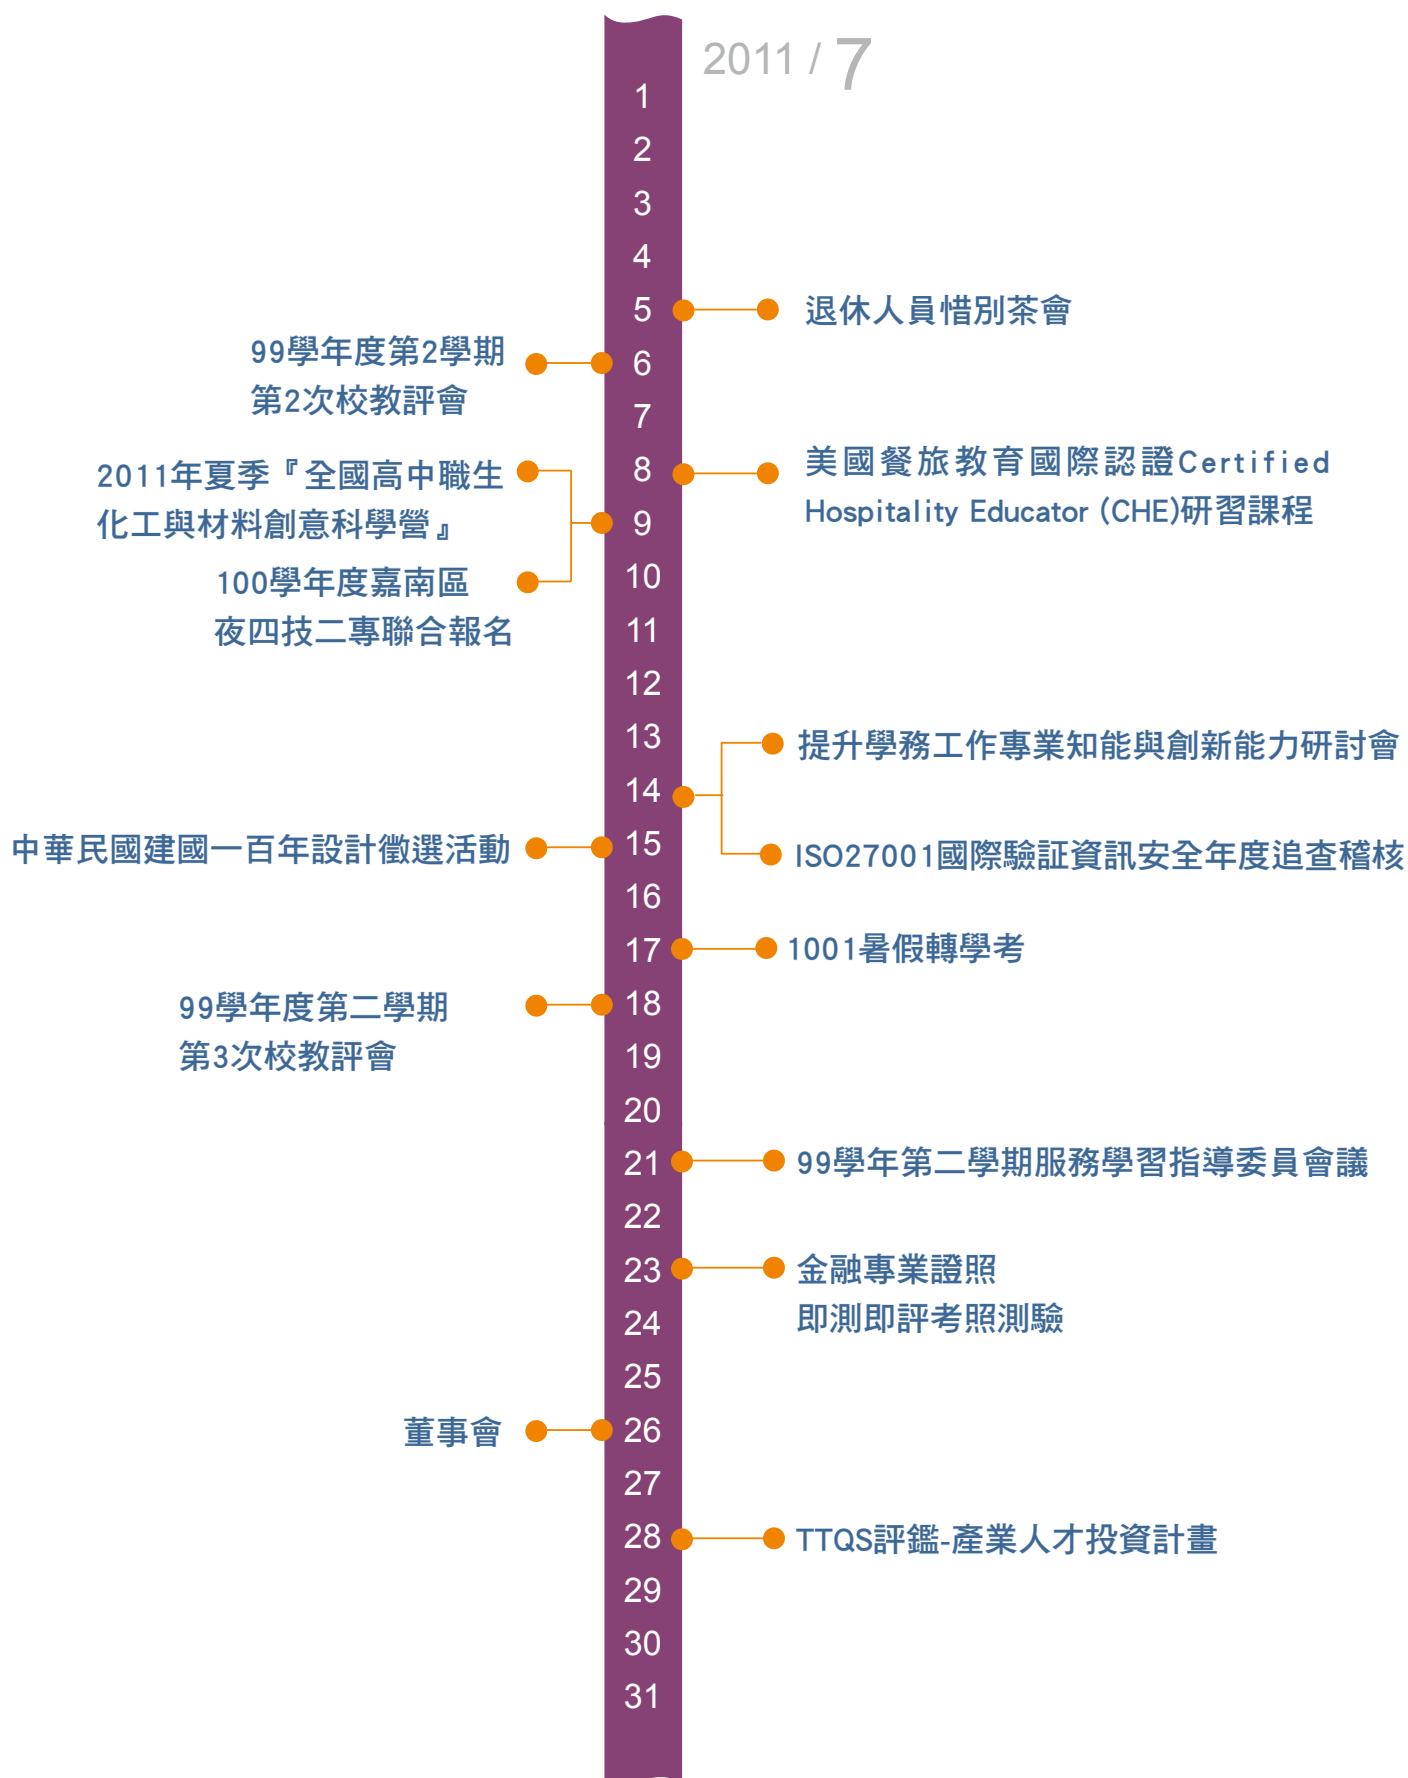 2011 / 7
1
2
3
4
5
退休人員惜別茶會
99學年度第2學期
第2次校教評會
6
7
8
美國餐旅教育國際認證Certified
Hospitality Educator (CHE)研習課程
2011年夏季『全國高中職生
化工與材料創意科學營』
9
100學年度嘉南區
夜四技二專聯合報名
10
11
12
13
提升學務工作專業知能與創新能力研討會
14
ISO27001國際驗証資訊安全年度追查稽核
中華民國建國一百年設計徵選活動
15
16
17
1001暑假轉學考
99學年度第二學期
第3次校教評會
18
19
20
21
99學年第二學期服務學習指導委員會議
22
23
金融專業證照
即測即評考照測驗
24
25
董事會
26
27
28
TTQS評鑑-產業人才投資計畫
29
30
31